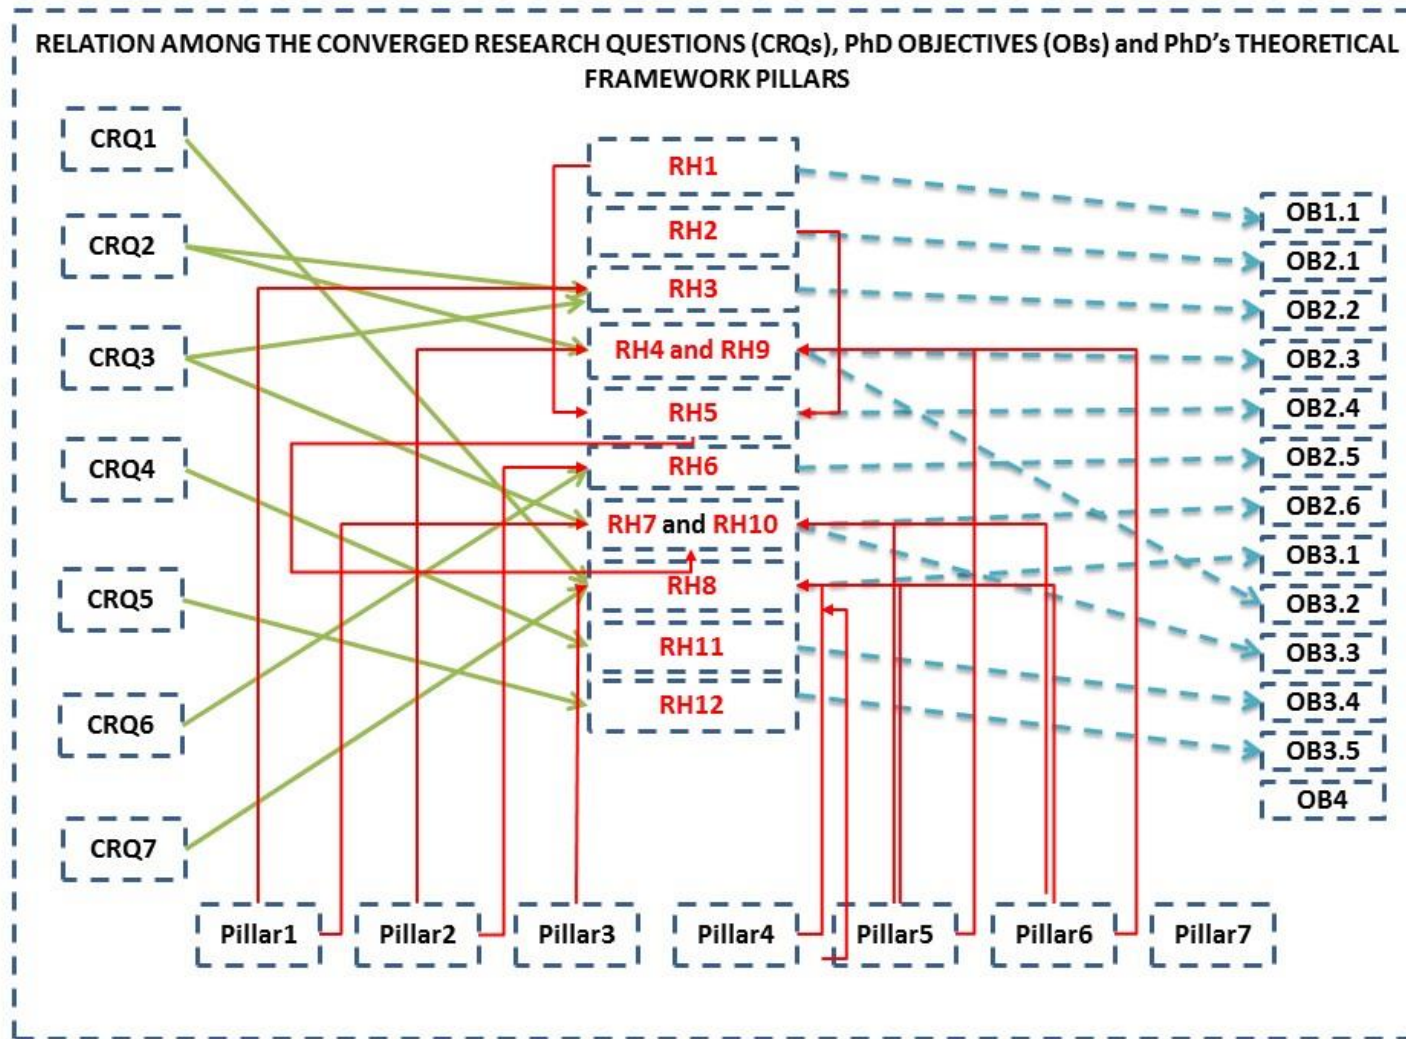 RELATION AMONG THE CONVERGED RESEARCH QUESTIONS (CRQs), PhD OBJECTIVES (OBs) and PhD's THEORETICAL
FRAMEWORK PILLARS
CRQ1
CRQ2
CRQ3
CRQ4
CRQ5
CRQ6
CRQ7
RH1
RH2
RH3
RH4 and RH9
RH5
RH6
RH7 and RH10
RH8
RH11
RH12
OB1.1
OB2.1
OB2.2
OB2.3
OB2.4
OB2.5
OB2.6
OB3.1
OB3.2
OB3.3
OB3.4
OB3.5
OB4
Pillar1
Pillar2
Pillar3
Pillar4
Pillar5
Pillar6
Pillar7